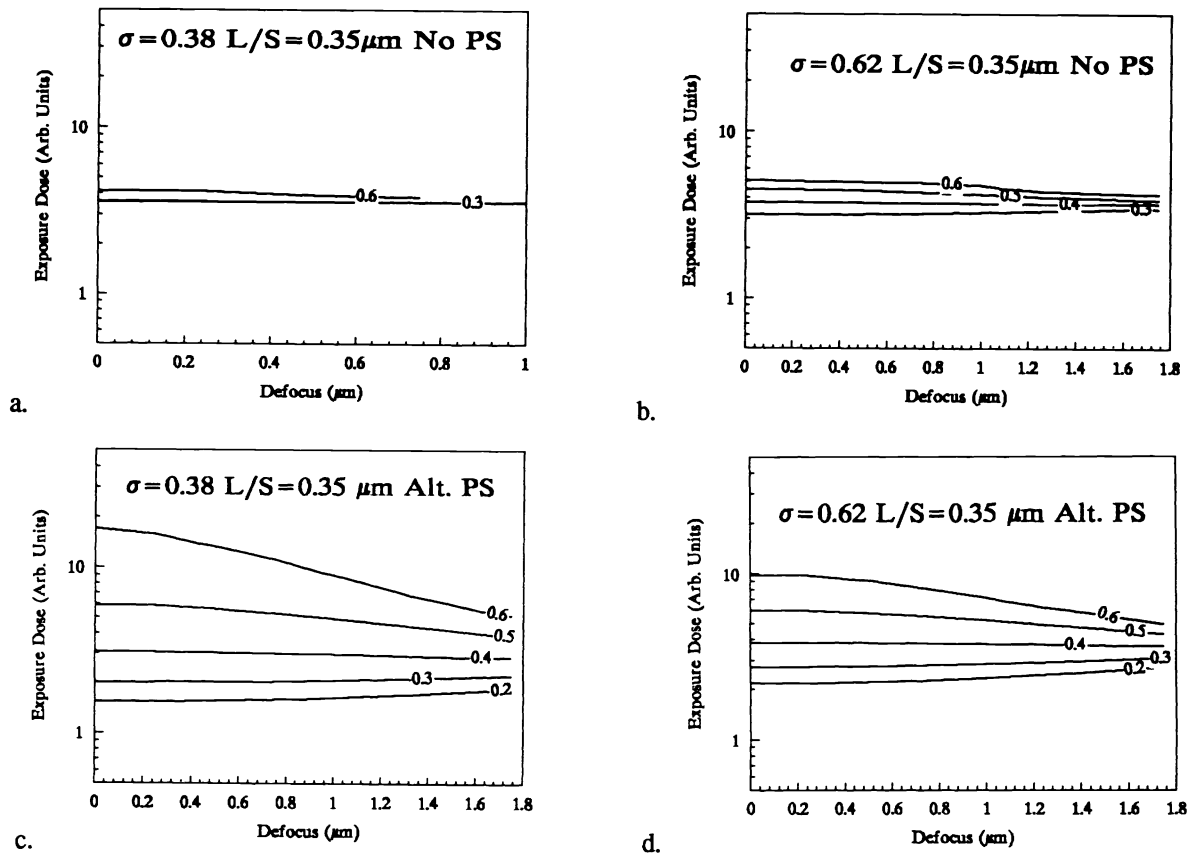 σ=0.38 L/S=0.35μm No PS
Exposure Dose (Arb. Units)
10
1
0.6
0.3
0 0.2 0.4 0.6 0.8 1
Defocus (μm)
a.
σ=0.62 L/S=0.35μm No PS
Exposure Dose (Arb. Units)
10
1
0.6
0.5
0.4
0.3
0 0.2 0.4 0.6 0.8 1 1.2 1.4 1.6 1.8
Defocus (μm)
b.
σ=0.38 L/S=0.35 μm Alt. PS
Exposure Dose (Arb. Units)
10
1
0.6
0.5
0.4
0.3
0.2
0 0.2 0.4 0.6 0.8 1 1.2 1.4 1.6 1.8
Defocus (μm)
c.
σ=0.62 L/S=0.35 μm Alt. PS
Exposure Dose (Arb. Units)
10
1
0.6
0.5
0.4
0.3
0.2
0 0.2 0.4 0.6 0.8 1 1.2 1.4 1.6 1.8
Defocus (μm)
d.